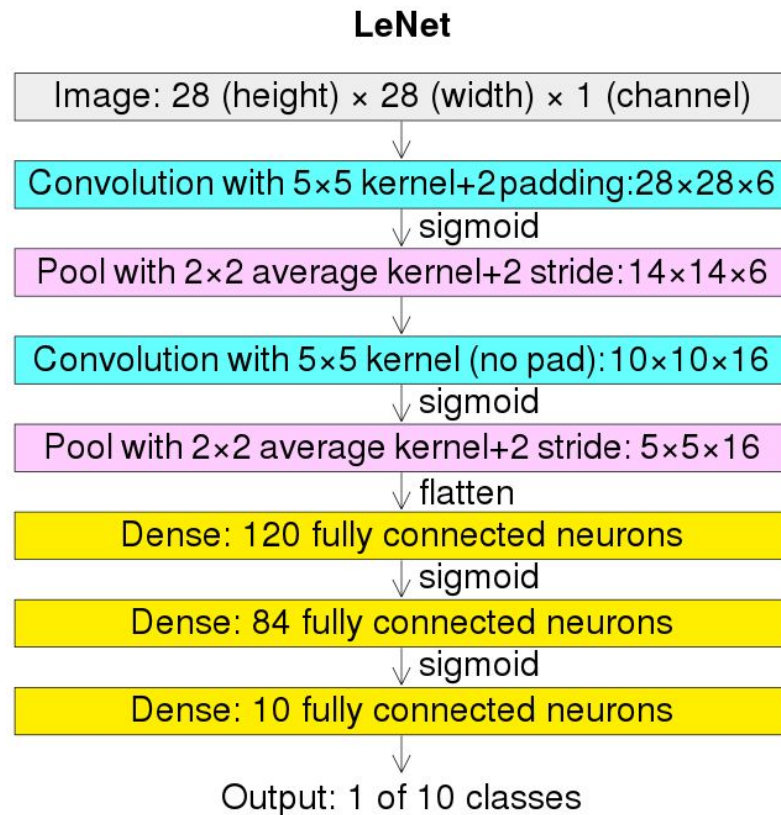 LeNet
Image: 28 (height) × 28 (width) × 1 (channel)
Convolution with 5×5 kernel+2padding:28×28×6
sigmoid
Pool with 2×2 average kernel+2 stride:14×14×6
Convolution with 5×5 kernel (no pad):10×10×16
sigmoid
Pool with 2×2 average kernel+2 stride: 5×5×16
flatten
Dense: 120 fully connected neurons
sigmoid
Dense: 84 fully connected neurons
sigmoid
Dense: 10 fully connected neurons
Output: 1 of 10 classes